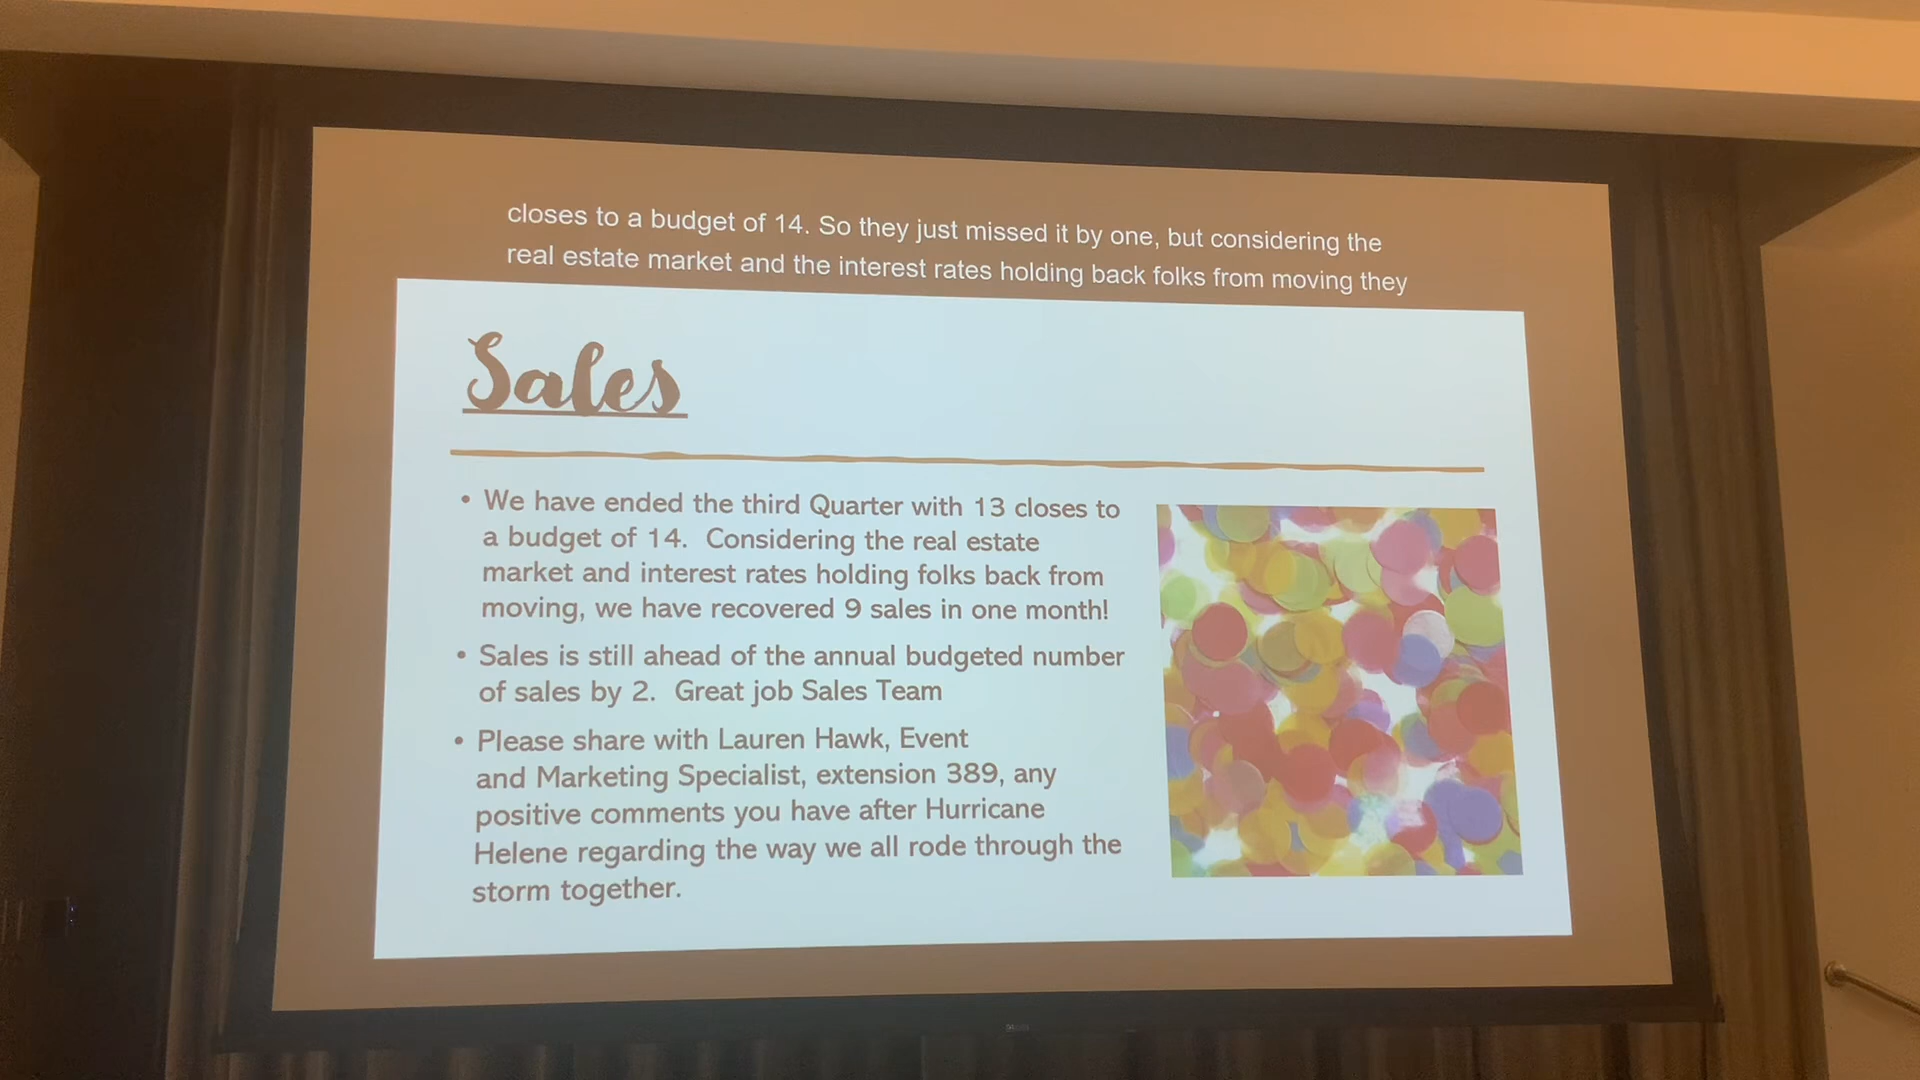 closes to a budget of 14. So they just missed it by one, but considering the
real estate market and the interest rates holding back folks from moving they
Sales
• We have ended the third Quarter with 13 closes to
a budget of 14. Considering the real estate
market and interest rates holding folks back from
moving, we have recovered 9 sales in one month!
• Sales is still ahead of the annual budgeted number
of sales by 2. Great job Sales Team
• Please share with Lauren Hawk, Event
and Marketing Specialist, extension 389, any
positive comments you have after Hurricane
Helene regarding the way we all rode through the
storm together.